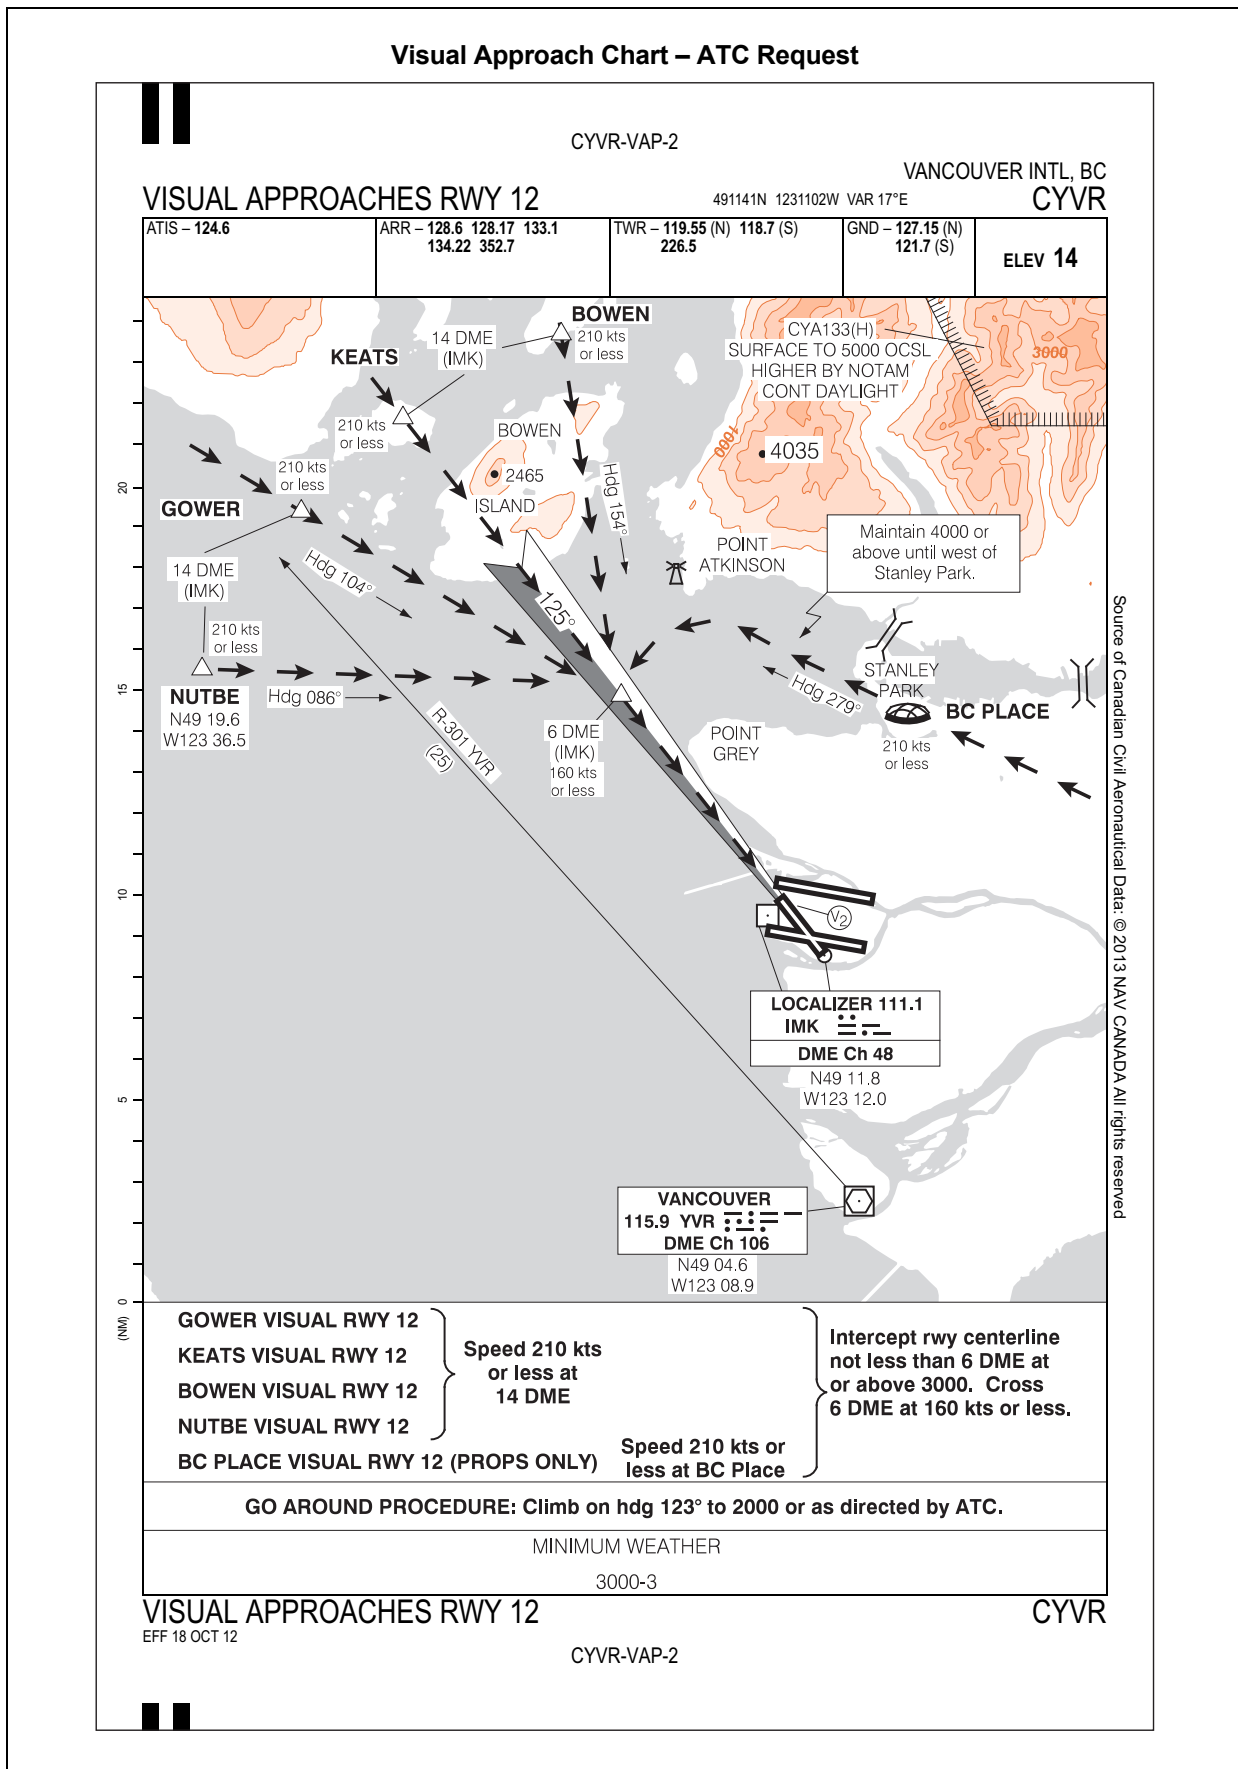 Visual Approach Chart – ATC Request
CYVR-VAP-2
VANCOUVER INTL, BC
VISUAL APPROACHES RWY 12
491141N 1231102W VAR 17°E
CYVR
ATIS – 124.6
ARR – 128.6 128.17 133.1
134.22 352.7
TWR – 119.55 (N) 118.7 (S)
226.5
GND – 127.15 (N)
121.7 (S)
ELEV 14
BOWEN
210 kts
or less
14 DME
(IMK)
KEATS
210 kts
or less
CYA133(H)
SURFACE TO 5000 OCSL
HIGHER BY NOTAM
CONT DAYLIGHT
3000
1000
4035
BOWEN
ISLAND
2465
210 kts
or less
GOWER
Hdg 154°
14 DME
(IMK)
Hdg 104°
POINT
ATKINSON
Maintain 4000 or
above until west of
Stanley Park.
125°
210 kts
or less
NUTBE
N49 19.6
W123 36.5
Hdg 086°
STANLEY
PARK
Hdg 279°
BC PLACE
210 kts
or less
R-301 YVR
(25)
6 DME
(IMK)
160 kts
or less
POINT
GREY
V2
LOCALIZER 111.1
IMK
DME Ch 48
N49 11.8
W123 12.0
VANCOUVER
115.9 YVR
DME Ch 106
N49 04.6
W123 08.9
20
15
10
5
0
(NM)
Source of Canadian Civil Aeronautical Data: © 2013 NAV CANADA All rights reserved
GOWER VISUAL RWY 12
KEATS VISUAL RWY 12
BOWEN VISUAL RWY 12
NUTBE VISUAL RWY 12
Speed 210 kts
or less at
14 DME
BC PLACE VISUAL RWY 12 (PROPS ONLY)
Speed 210 kts or
less at BC Place
Intercept rwy centerline
not less than 6 DME at
or above 3000. Cross
6 DME at 160 kts or less.
GO AROUND PROCEDURE: Climb on hdg 123° to 2000 or as directed by ATC.
MINIMUM WEATHER
3000-3
VISUAL APPROACHES RWY 12
CYVR
EFF 18 OCT 12
CYVR-VAP-2